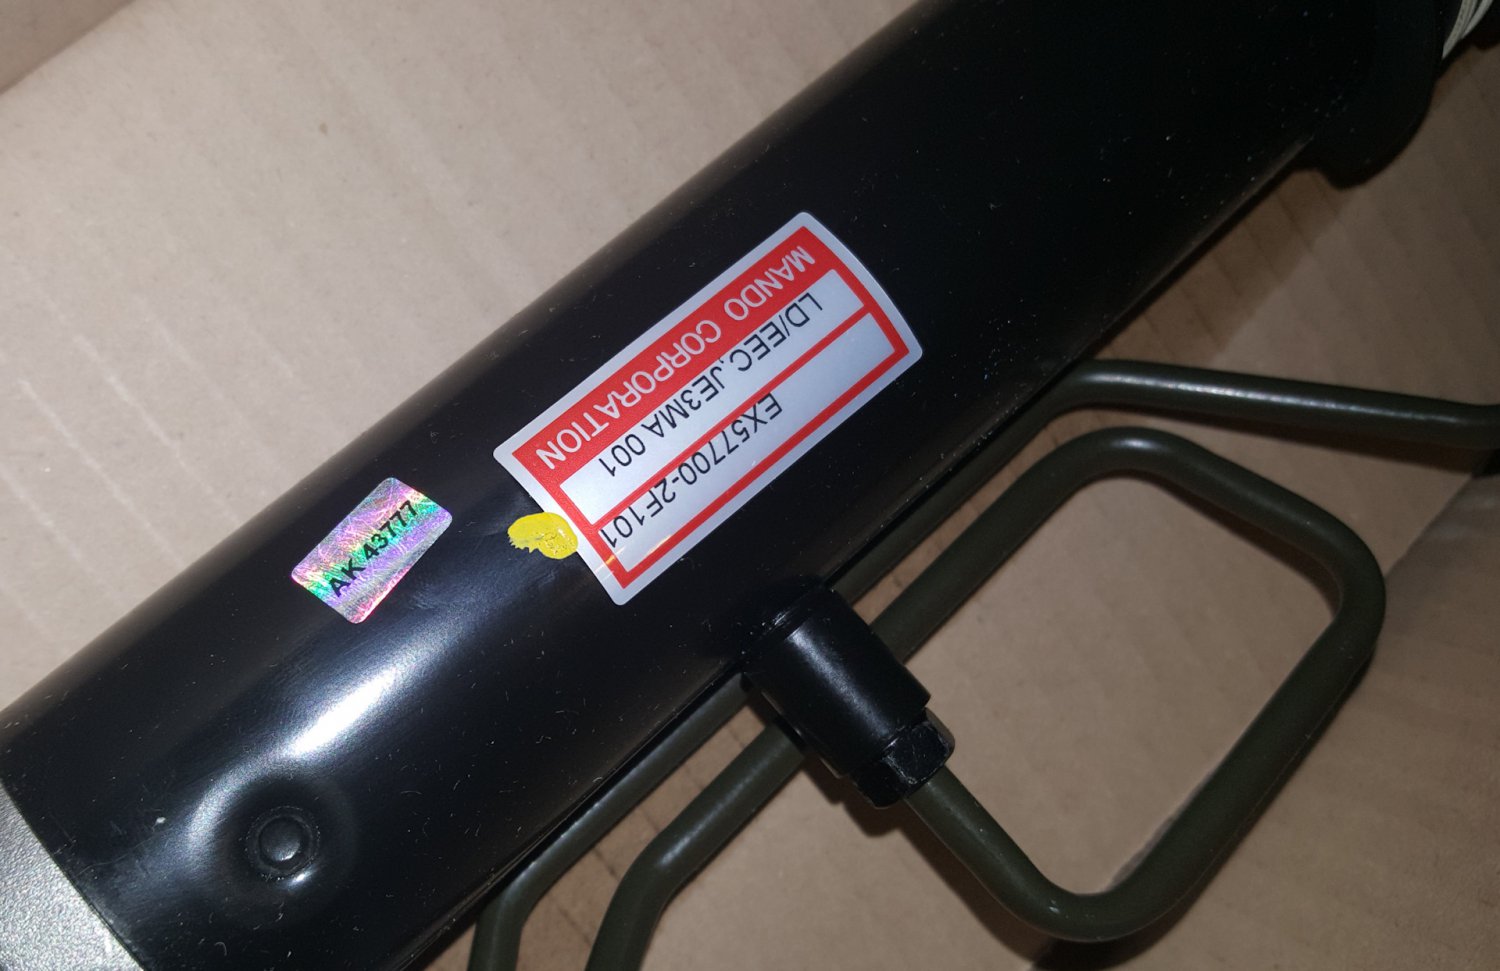 MANDO CORPORATION
LD/EEC,JE3MA 001
EX57700-2F101
AK 43777